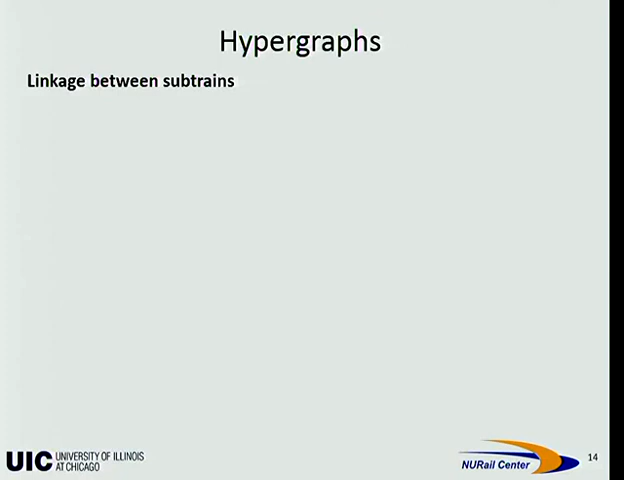 Hypergraphs
Linkage between subtrains
UIC UNIVERSITY OF ILLINOIS
AT CHICAGO
NURail Center
14